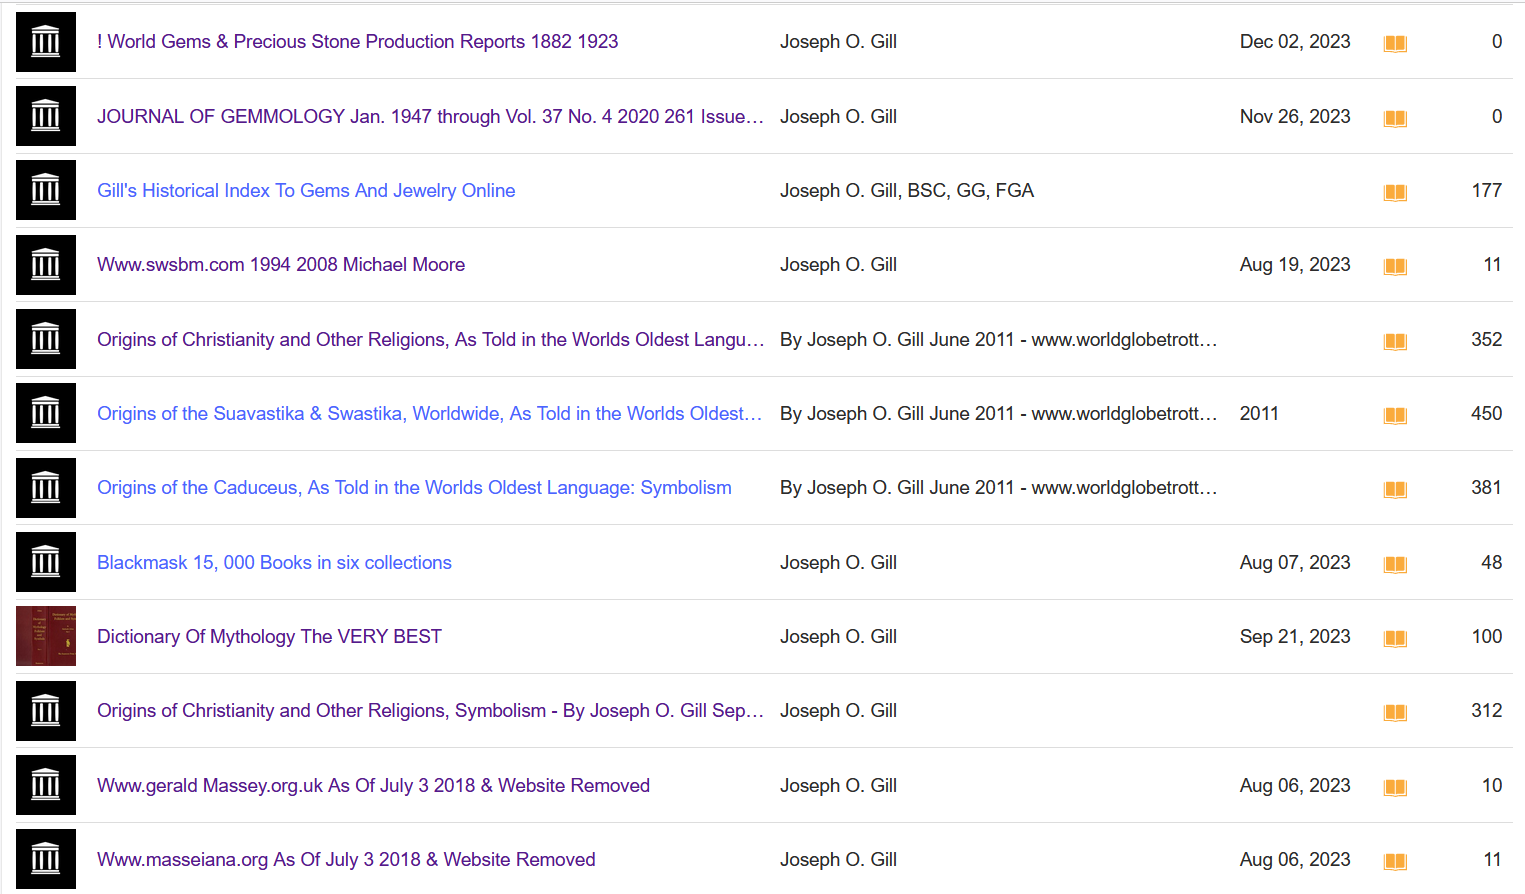 ! World Gems & Precious Stone Production Reports 1882 1923 Joseph O. Gill Dec 02, 2023 0
JOURNAL OF GEMMOLOGY Jan. 1947 through Vol. 37 No. 4 2020 261 Issue… Joseph O. Gill Nov 26, 2023 0
Gill's Historical Index To Gems And Jewelry Online Joseph O. Gill, BSC, GG, FGA 177
Www.swsbm.com 1994 2008 Michael Moore Joseph O. Gill Aug 19, 2023 11
Origins of Christianity and Other Religions, As Told in the Worlds Oldest Langu… By Joseph O. Gill June 2011 - www.worldglobetrott… 352
Origins of the Suavastika & Swastika, Worldwide, As Told in the Worlds Oldest… By Joseph O. Gill June 2011 - www.worldglobetrott… 2011 450
Origins of the Caduceus, As Told in the Worlds Oldest Language: Symbolism By Joseph O. Gill June 2011 - www.worldglobetrott… 381
Blackmask 15, 000 Books in six collections Joseph O. Gill Aug 07, 2023 48
Dictionary Of Mythology The VERY BEST Joseph O. Gill Sep 21, 2023 100
Origins of Christianity and Other Religions, Symbolism - By Joseph O. Gill Sep… Joseph O. Gill 312
Www.gerald Massey.org.uk As Of July 3 2018 & Website Removed Joseph O. Gill Aug 06, 2023 10
Www.masseiana.org As Of July 3 2018 & Website Removed Joseph O. Gill Aug 06, 2023 11